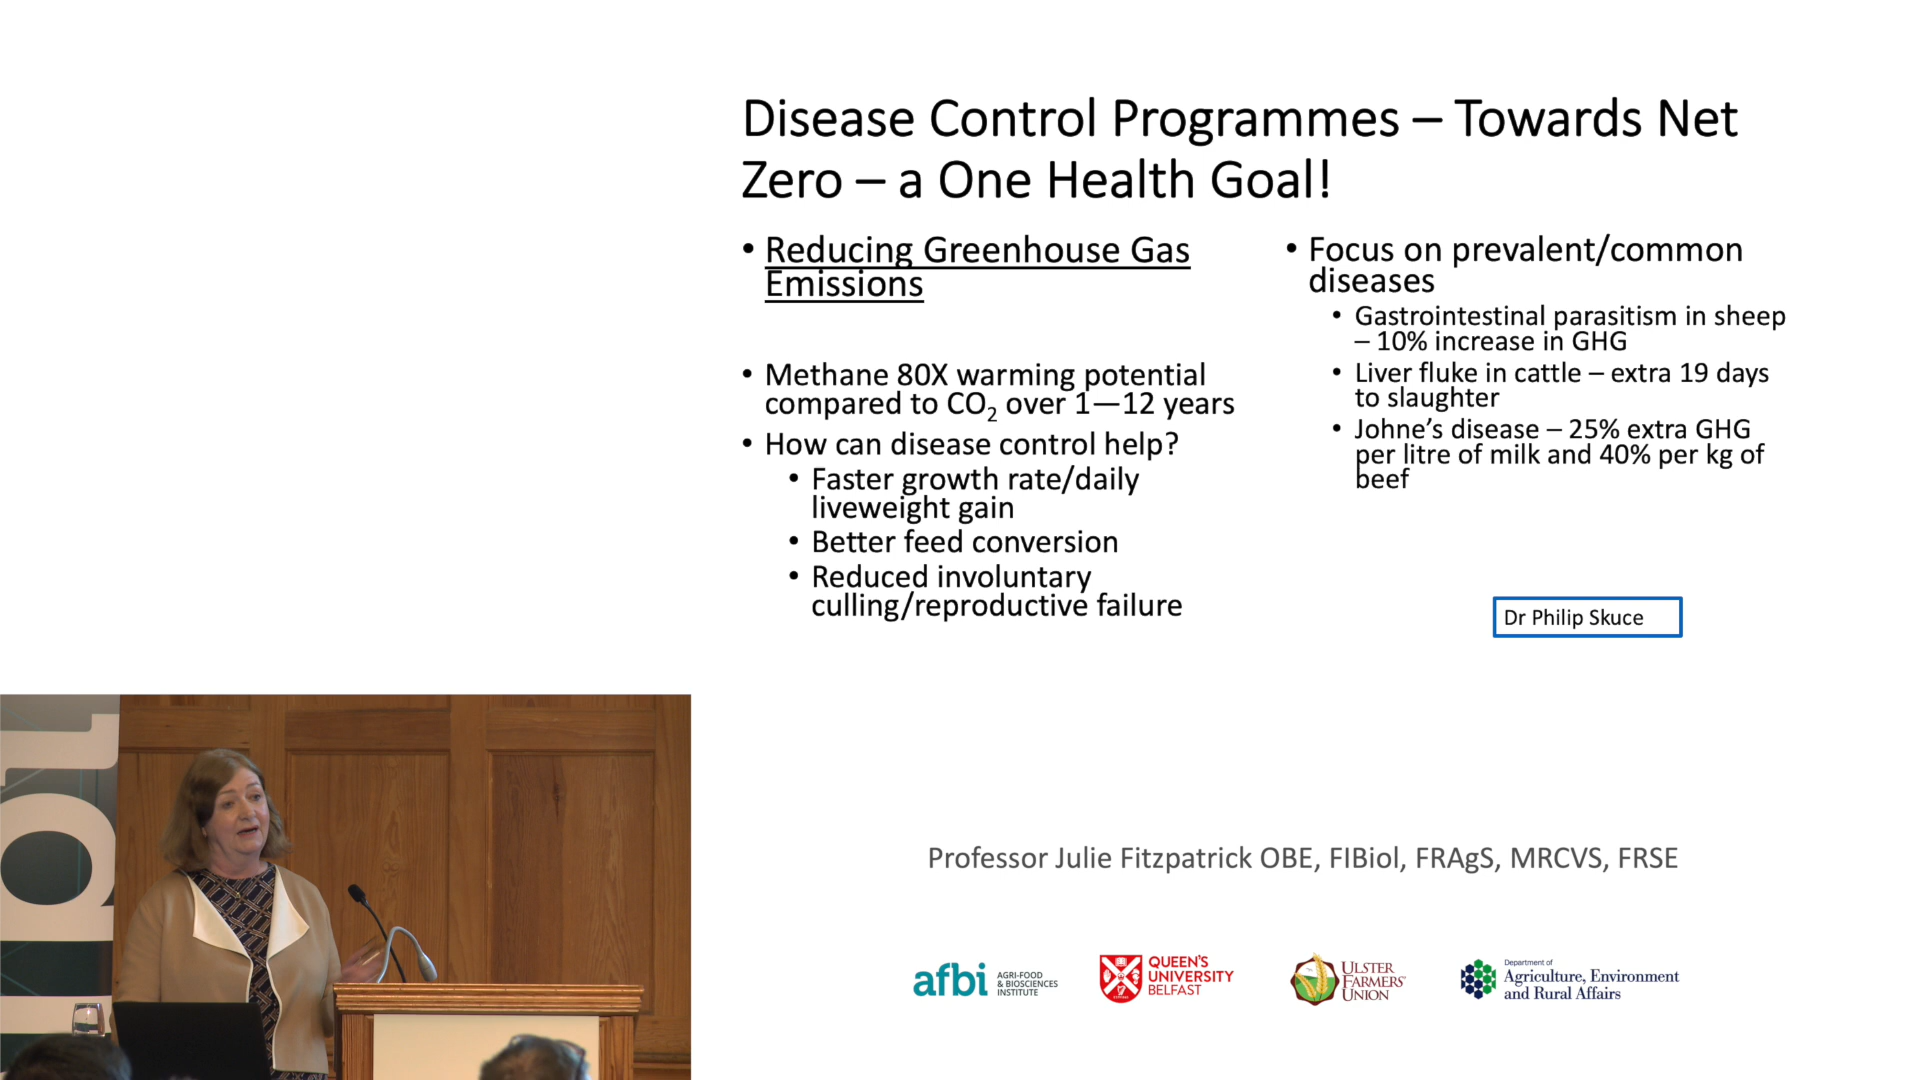 Disease Control Programmes – Towards Net
Zero – a One Health Goal!
• Reducing Greenhouse Gas
Emissions
• Methane 80X warming potential
compared to CO₂ over 1—12 years
• How can disease control help?
• Faster growth rate/daily
liveweight gain
• Better feed conversion
• Reduced involuntary
culling/reproductive failure
• Focus on prevalent/common
diseases
• Gastrointestinal parasitism in sheep
– 10% increase in GHG
• Liver fluke in cattle – extra 19 days
to slaughter
• Johne’s disease – 25% extra GHG
per litre of milk and 40% per kg of
beef
Dr Philip Skuce
Professor Julie Fitzpatrick OBE, FIBiol, FRAgS, MRCVS, FRSE
afbi
AGRI-FOOD
& BIOSCIENCES
INSTITUTE
QUEEN'S
UNIVERSITY
BELFAST
ULSTER
FARMERS'
UNION
Department of
Agriculture, Environment
and Rural Affairs